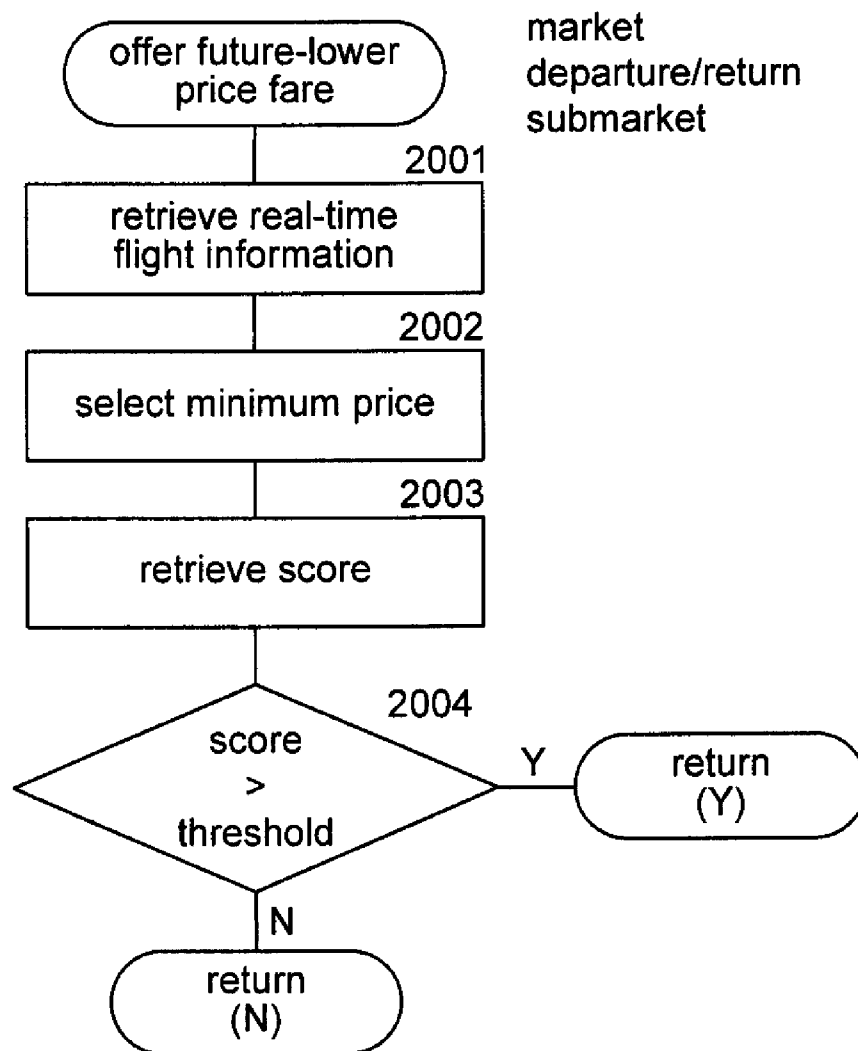 offer future-lower
price fare
market
departure/return
submarket
2001
retrieve real-time
flight information
2002
select minimum price
2003
retrieve score
2004
score
>
threshold
Y
return
(Y)
N
return
(N)